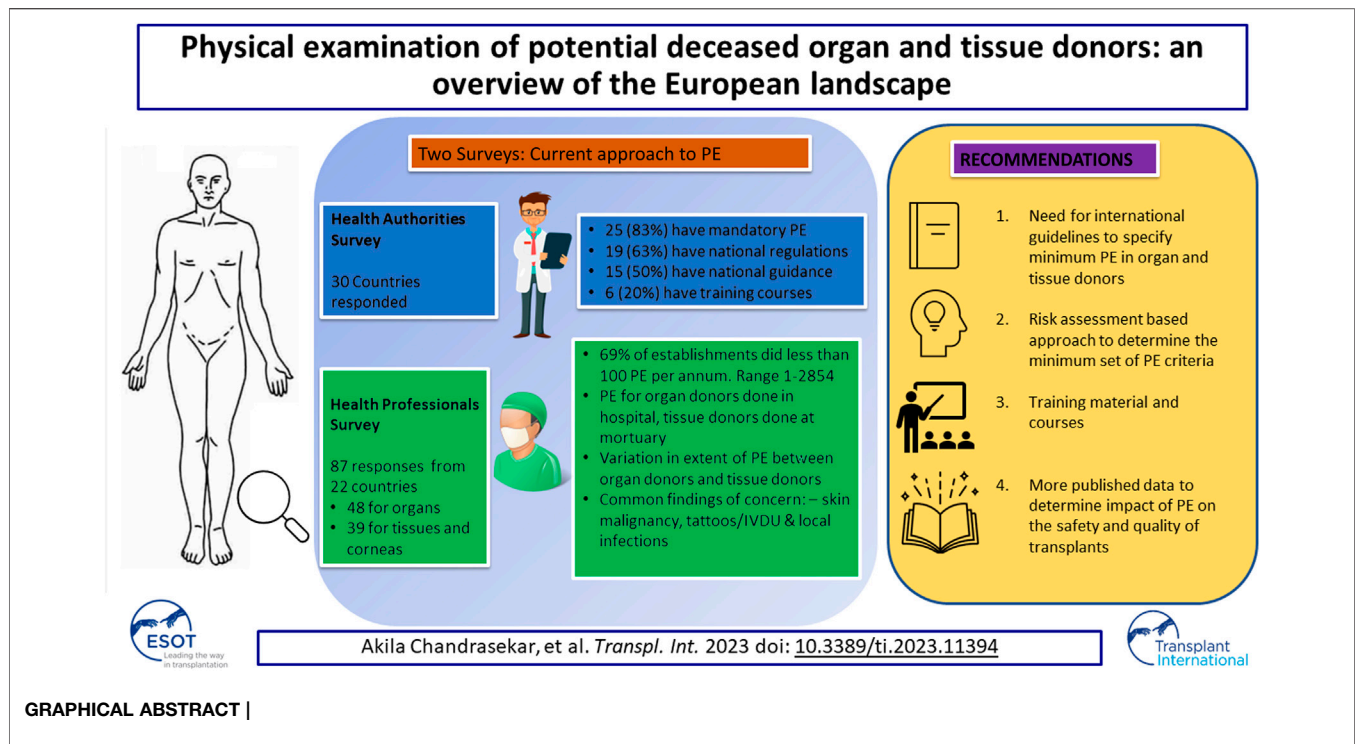 Physical examination of potential deceased organ and tissue donors: an
overview of the European landscape
Two Surveys: Current approach to PE
Health Authorities
Survey
30 Countries
responded
• 25 (83%) have mandatory PE
• 19 (63%) have national regulations
• 15 (50%) have national guidance
• 6 (20%) have training courses
Health Professionals
Survey
87 responses from
22 countries
• 48 for organs
• 39 for tissues and
corneas
• 69% of establishments did less than
100 PE per annum. Range 1-2854
• PE for organ donors done in
hospital, tissue donors done at
mortuary
• Variation in extent of PE between
organ donors and tissue donors
• Common findings of concern: – skin
malignancy, tattoos/IVDU & local
infections
RECOMMENDATIONS
1. Need for international
guidelines to specify
minimum PE in organ and
tissue donors
2. Risk assessment based
approach to determine the
minimum set of PE criteria
3. Training material and
courses
4. More published data to
determine impact of PE on
the safety and quality of
transplants
ESOT
Leading the way
in transplantation
Akila Chandrasekar, et al. Transpl. Int. 2023 doi: 10.3389/ti.2023.11394
Transplant
International
GRAPHICAL ABSTRACT |